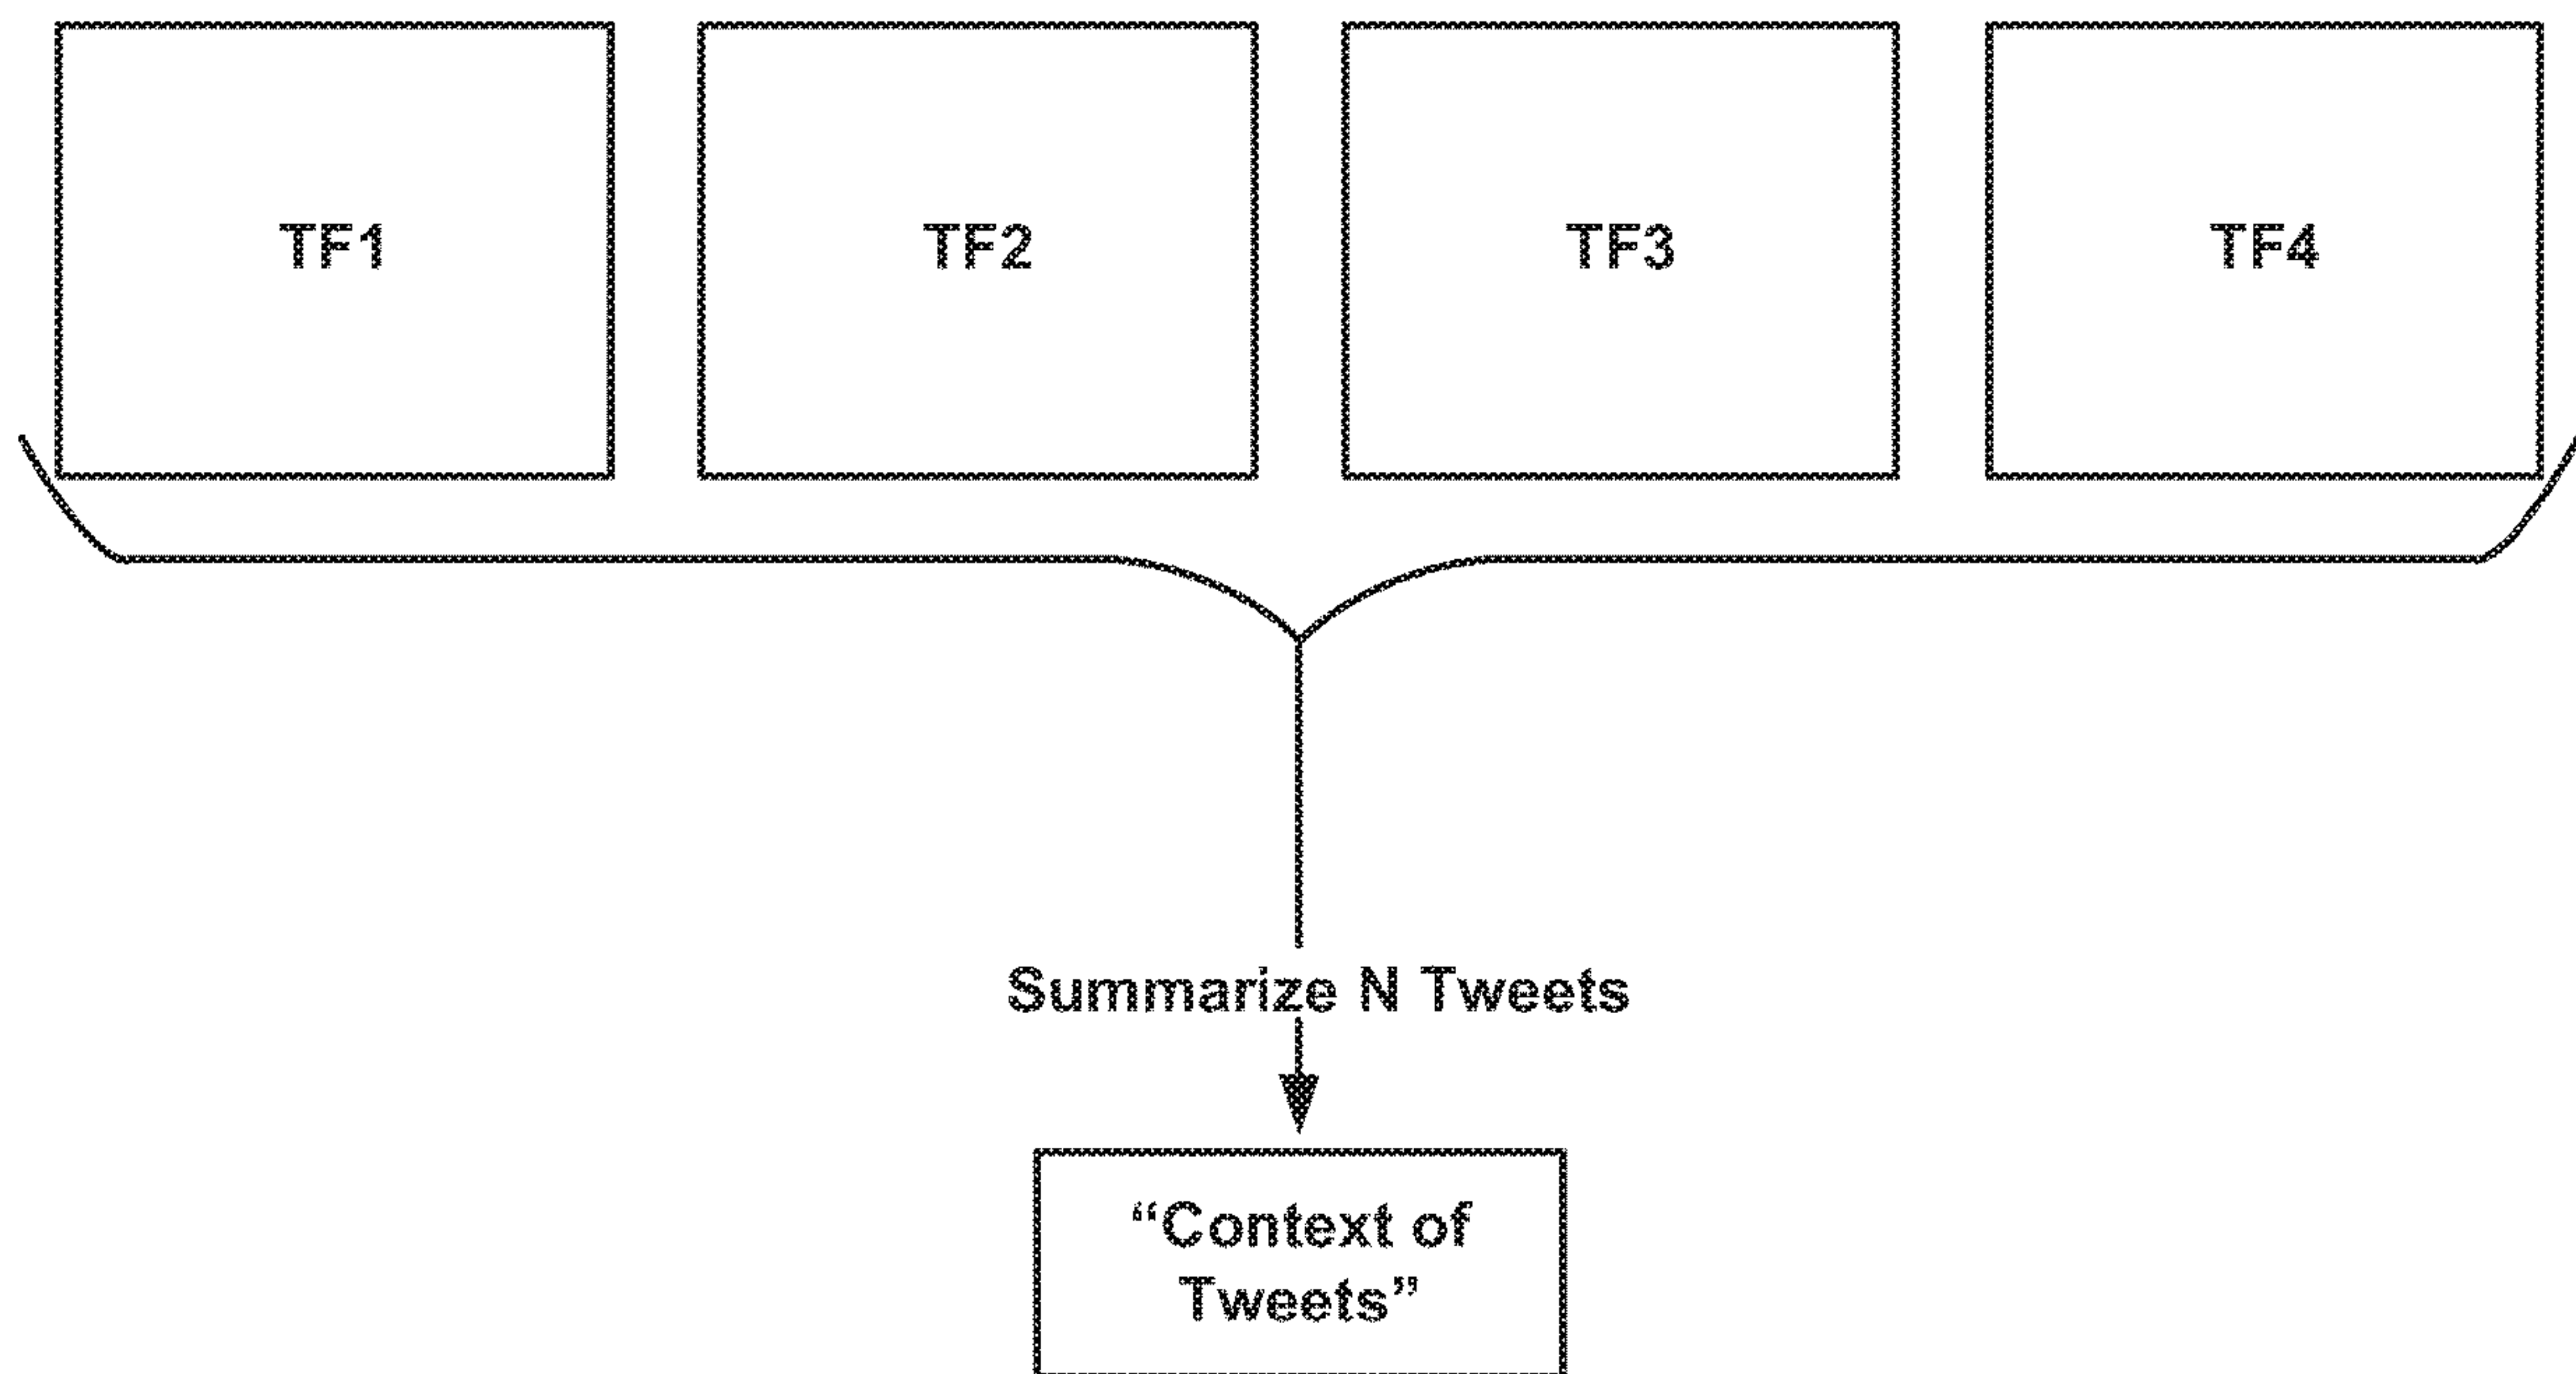 TF1 TF2 TF3 TF4
Summarize N Tweets
“Context of
Tweets”